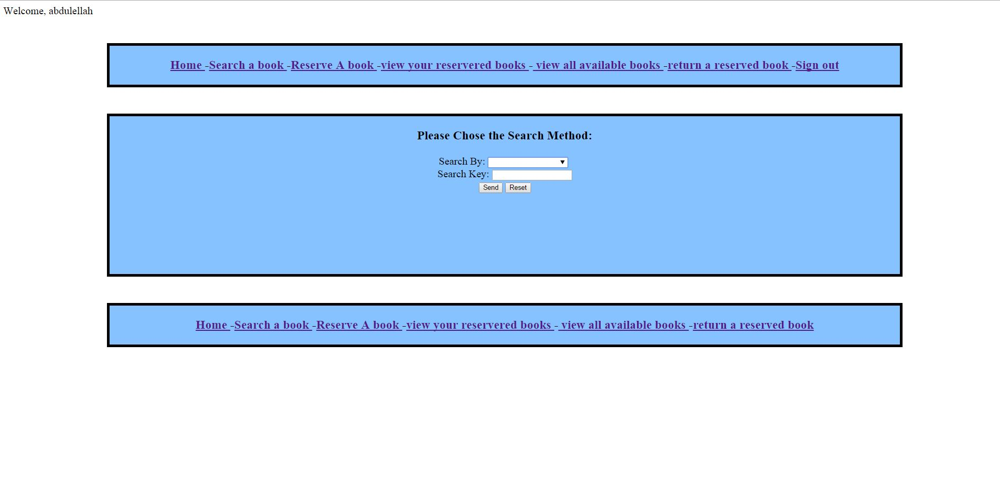 Welcome, abdulellah
Home -Search a book -Reserve A book -view your reservered books - view all available books -return a reserved book -Sign out
Please Chose the Search Method:
Search By:
Search Key:
Send Reset
Home -Search a book -Reserve A book -view your reservered books - view all available books -return a reserved book